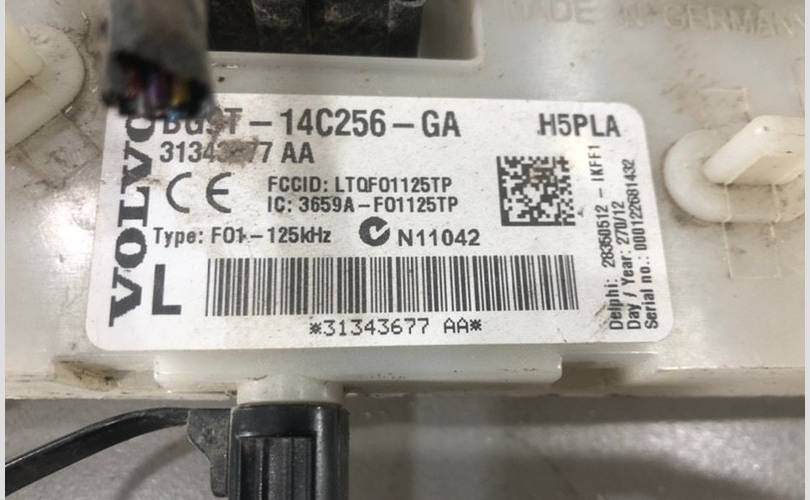 MADE IN GERMANY
VOLVO
BG9T-14C256-GA
H5PLA
31343677 AA
CE
FCCID: LTQF01125TP
IC: 3659A-F01125TP
Type: F01-125kHz
N11042
L
*31343677 AA*
Delphi: 28350512 - IKFF1
Day / Year: 270/12
Serial no.: 000122681432